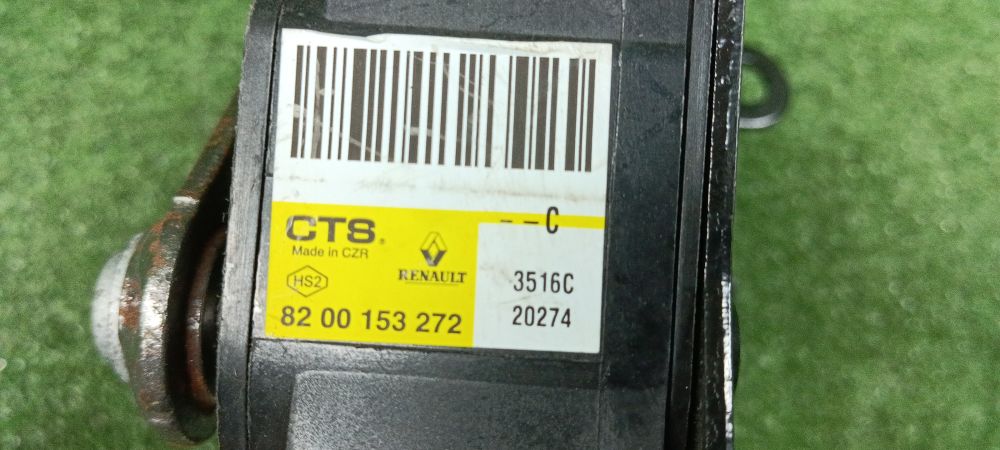 --C
CTS®
Made in CZR
HS2
RENAULT
82 00 153 272
3516C
20274